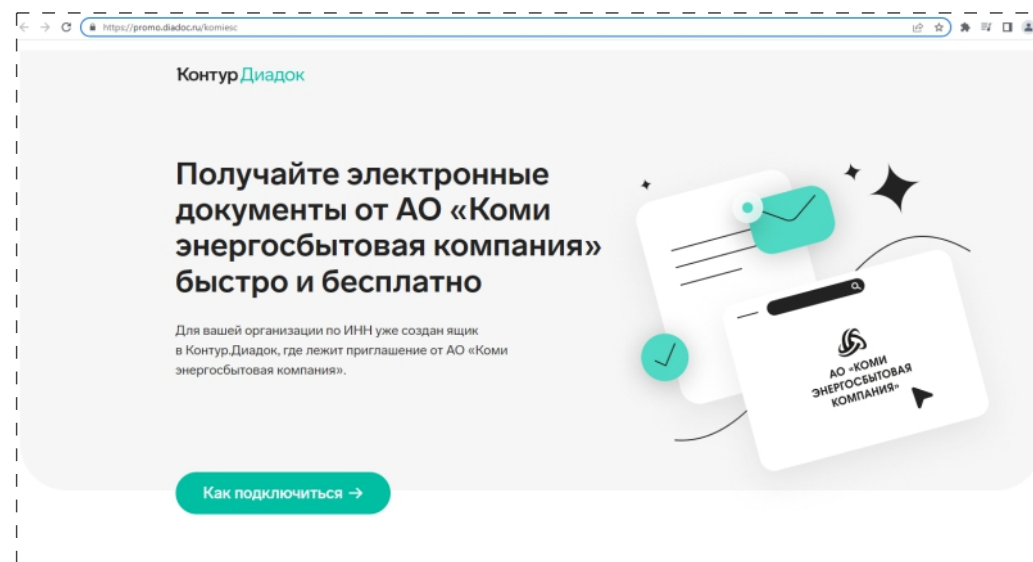 https://promo.diadoc.ru/komiesc
Контур Диадок
Получайте электронные
документы от АО «Коми
энергосбытовая компания»
быстро и бесплатно
Для вашей организации по ИНН уже создан ящик
в Контур.Диадок, где лежит приглашение от АО «Коми
энергосбытовая компания».
АО «КОМИ
ЭНЕРГОСБЫТОВАЯ
КОМПАНИЯ»
Как подключиться →